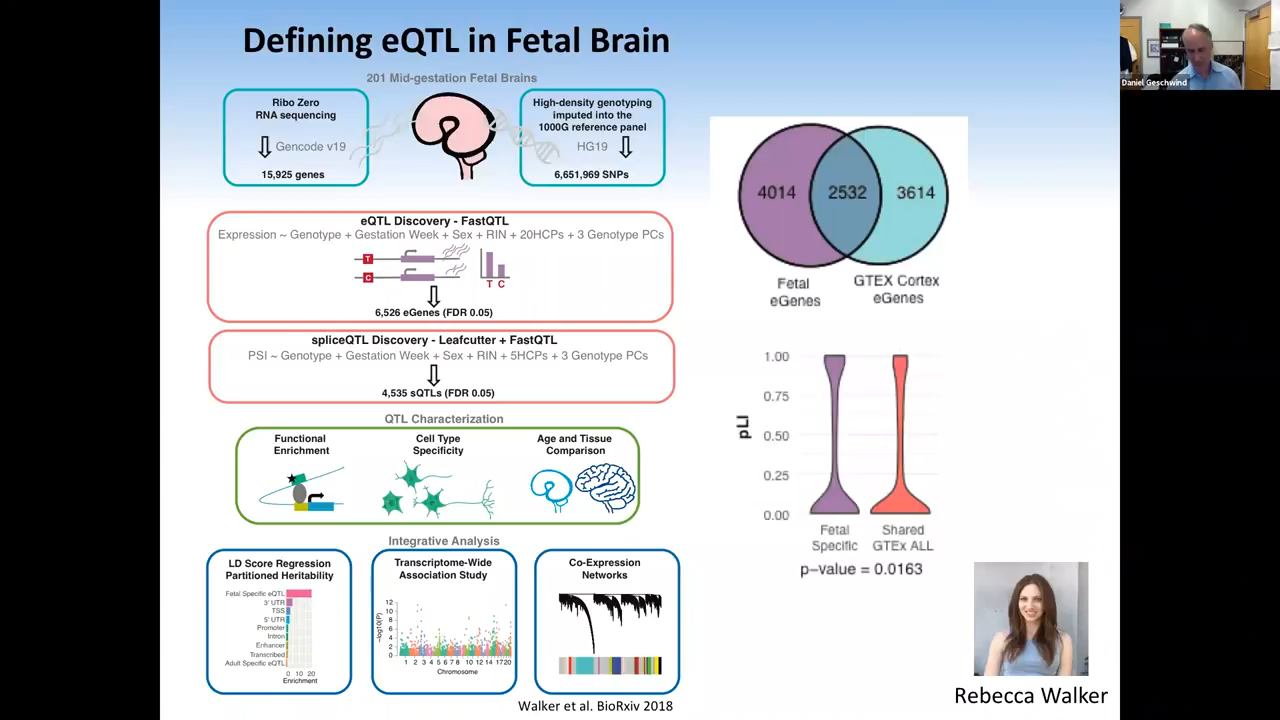 Defining eQTL in Fetal Brain
201 Mid-gestation Fetal Brains
Ribo Zero
RNA sequencing
Gencode v19
15,925 genes
High-density genotyping
imputed into the
1000G reference panel
HG19
6,651,969 SNPs
eQTL Discovery - FastQTL
Expression ~ Genotype + Gestation Week + Sex + RIN + 20HCPs + 3 Genotype PCs
T
C
T C
6,526 eGenes (FDR 0.05)
spliceQTL Discovery - Leafcutter + FastQTL
PSI ~ Genotype + Gestation Week + Sex + RIN + 5HCPs + 3 Genotype PCs
4,535 sQTLs (FDR 0.05)
QTL Characterization
Functional
Enrichment
Cell Type
Specificity
Age and Tissue
Comparison
Integrative Analysis
LD Score Regression
Partitioned Heritability
Fetal Specific eQTL
3' UTR
TSS
5' UTR
Promoter
Intron
Enhancer
Transcribed
Adult Specific eQTL
0 10 20
Enrichment
Transcriptome-Wide
Association Study
-log10(P)
12
10
8
6
4
2
0
1 2 3 4 5 6 7 8 10 12 14 17 20
Chromosome
Co-Expression
Networks
Walker et al. BioRxiv 2018
4014
2532
3614
Fetal
eGenes
GTEX Cortex
eGenes
pLI
1.00
0.75
0.50
0.25
0.00
Fetal
Specific
Shared
GTEx ALL
p-value = 0.0163
Rebecca Walker
Daniel Geschwind